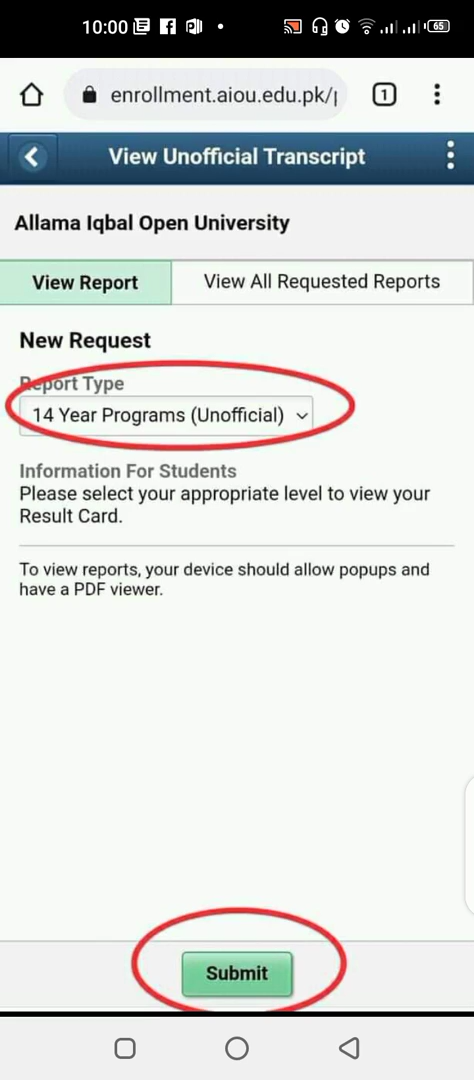 10:00
65
enrollment.aiou.edu.pk/
1
View Unofficial Transcript
Allama Iqbal Open University
View Report
View All Requested Reports
New Request
Report Type
14 Year Programs (Unofficial)
Information For Students
Please select your appropriate level to view your
Result Card.
To view reports, your device should allow popups and
have a PDF viewer.
Submit